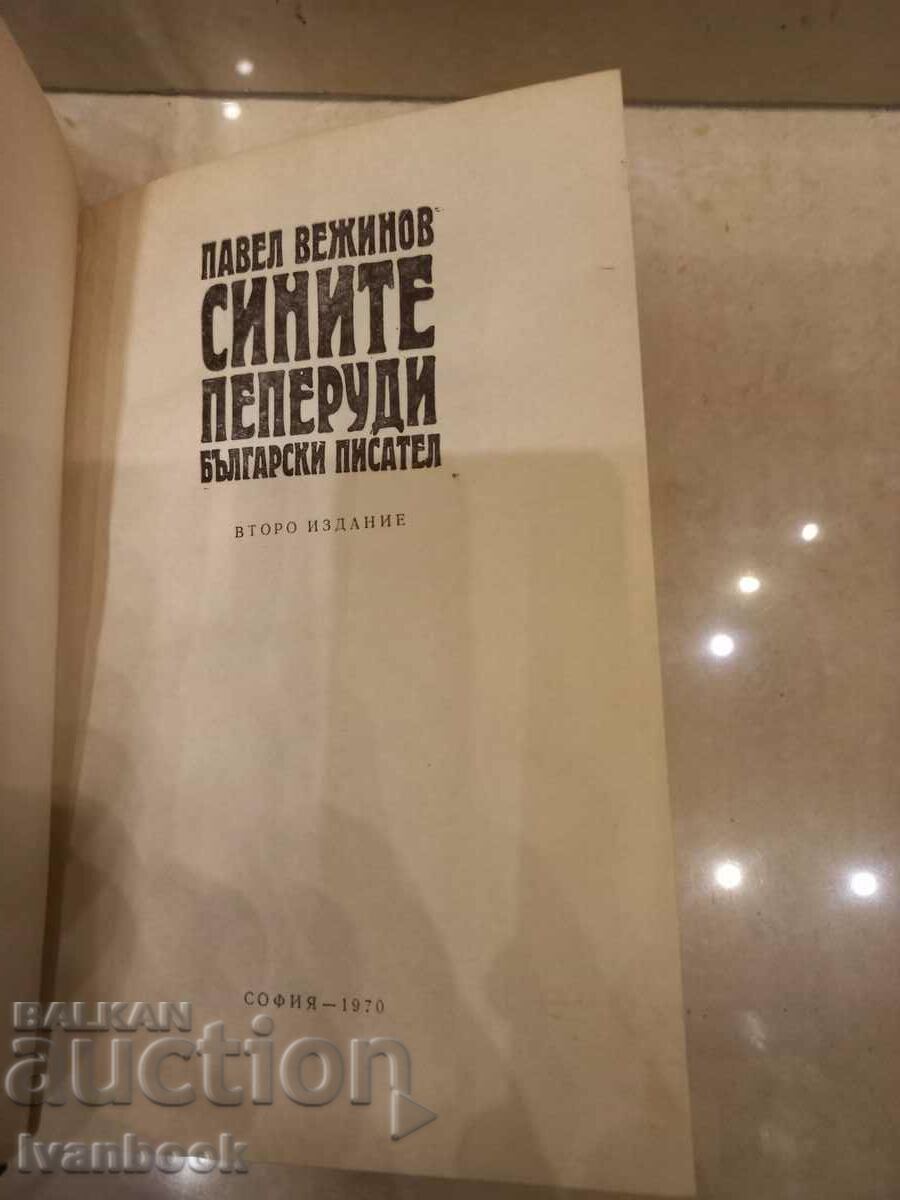 ПАВЕЛ ВЕЖИНОВ
СИНИТЕ
ПЕПЕРУДИ
БЪЛГАРСКИ ПИСАТЕЛ
ВТОРО ИЗДАНИЕ
СОФИЯ—1970
BALKAN
auction
Ivanbook